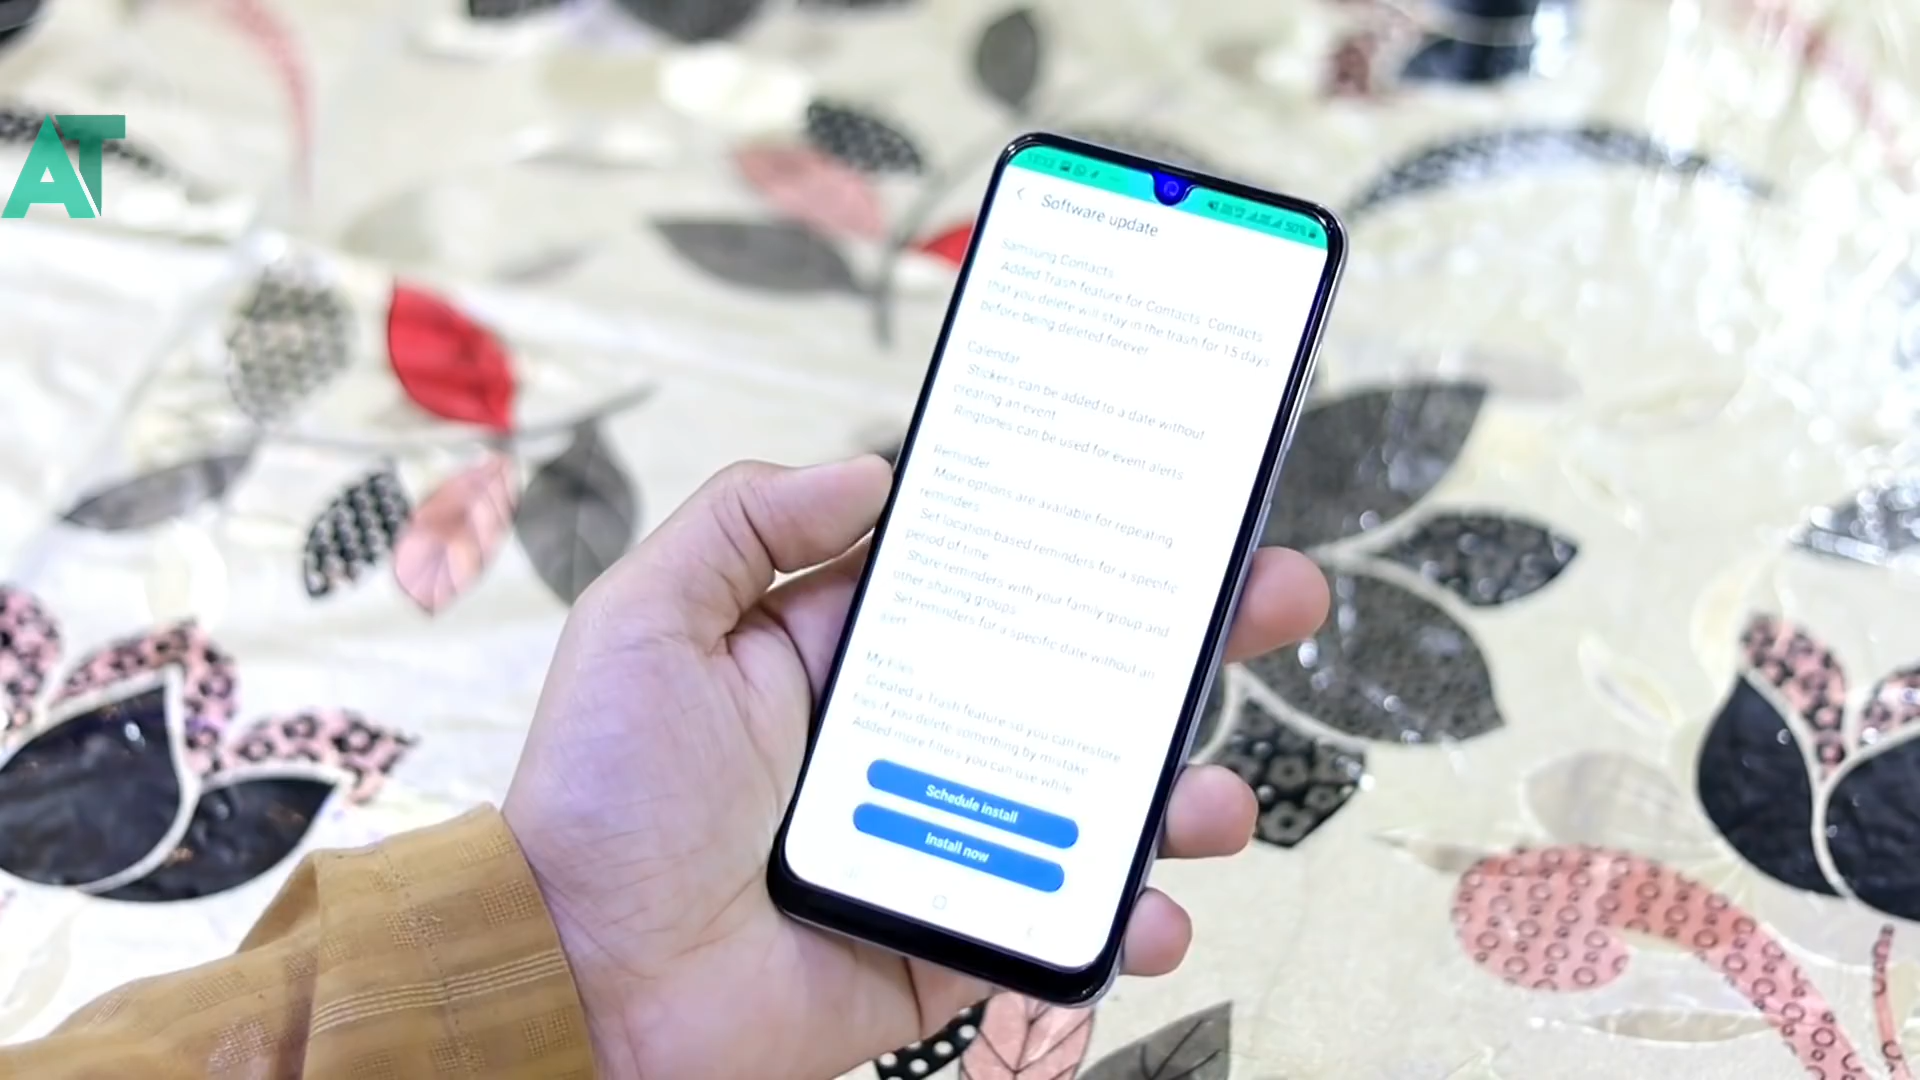 AT
13:12
50%
Software update
Samsung Contacts
Added Trash feature for Contacts. Contacts
that you delete will stay in the trash for 15 days
before being deleted forever
Calendar
Stickers can be added to a date without
creating an event
Ringtones can be used for event alerts
Reminder
More options are available for repeating
reminders
Set location-based reminders for a specific
period of time
Share reminders with your family group and
other sharing groups
Set reminders for a specific date without an
alert
My Files
Created a Trash feature so you can restore
files if you delete something by mistake
Added more filters you can use while
Schedule install
Install now